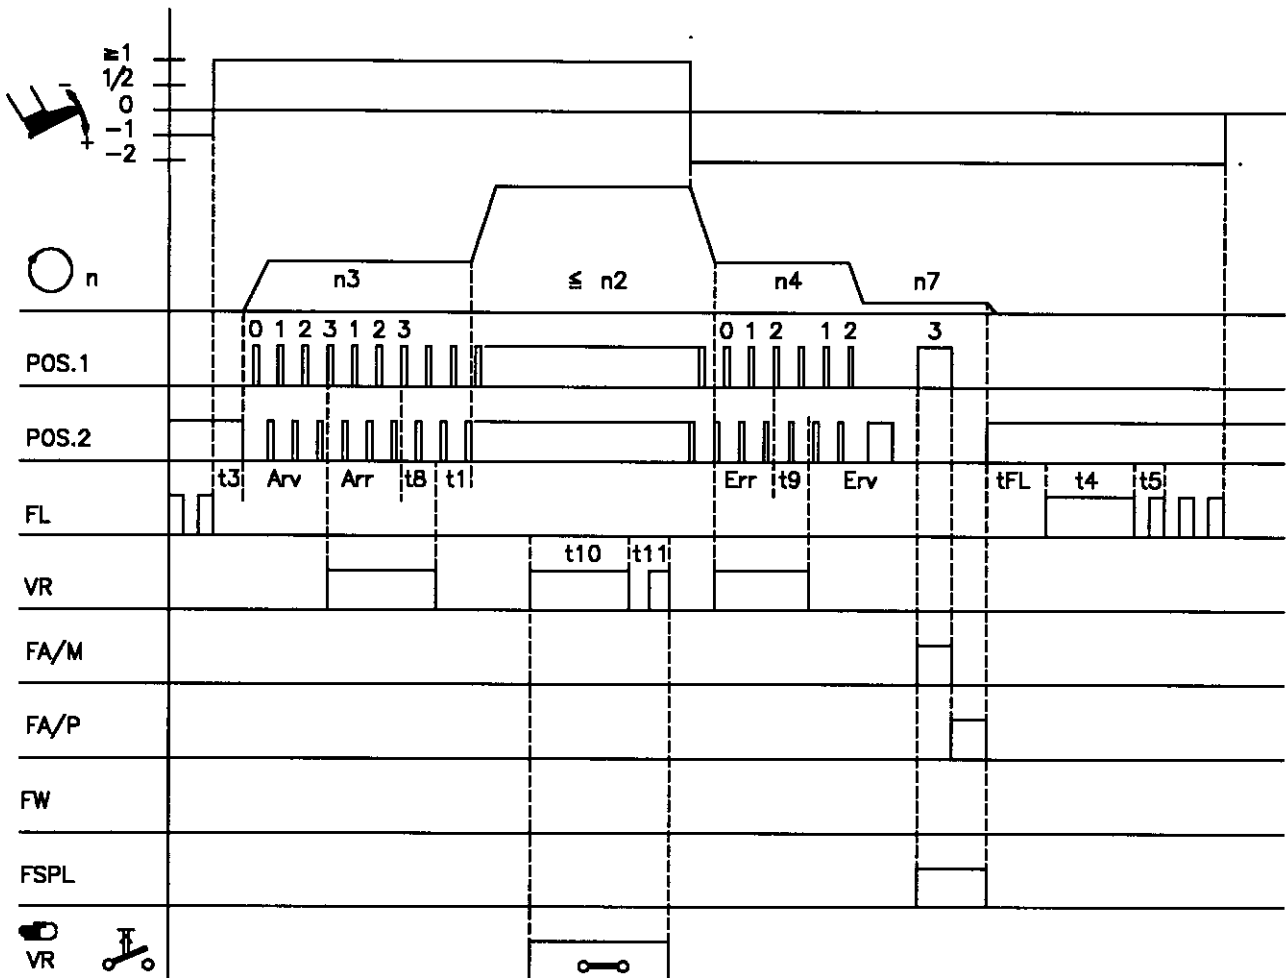 ≧1
1/2
0
-1
-2
- +
n
n3
≦ n2
n4
n7
0 1 2 3 1 2 3
0 1 2 1 2
3
POS.1
POS.2
t3 Arv Arr t8 t1
Err t9 Erv
tFL t4 t5
FL
t10 t11
VR
FA/M
FA/P
FW
FSPL
VR